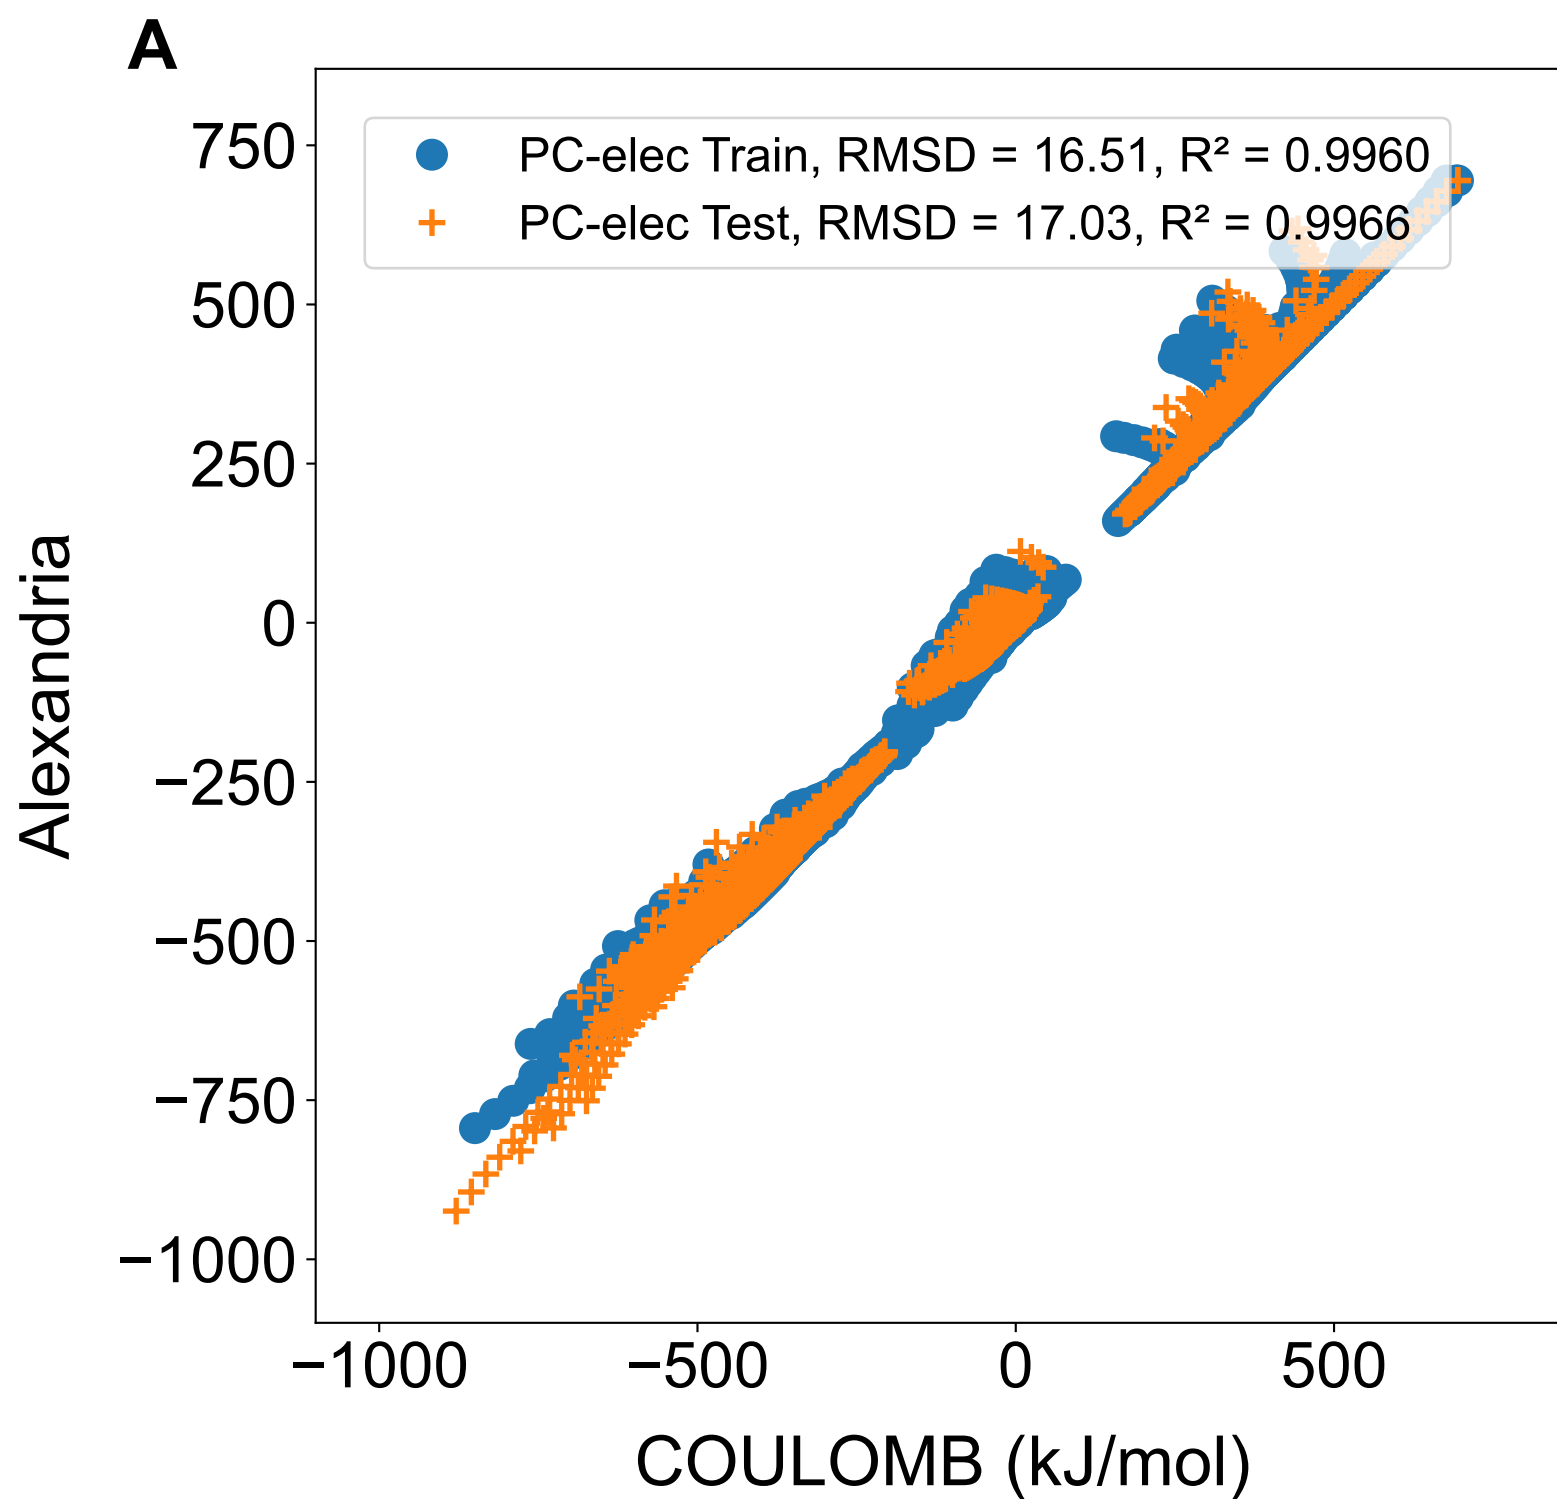 A
PC-elec Train, RMSD = 16.51, R² = 0.9960
PC-elec Test, RMSD = 17.03, R² = 0.9966
750
500
250
0
−250
−500
−750
−1000
Alexandria
−1000
−500
0
500
COULOMB (kJ/mol)